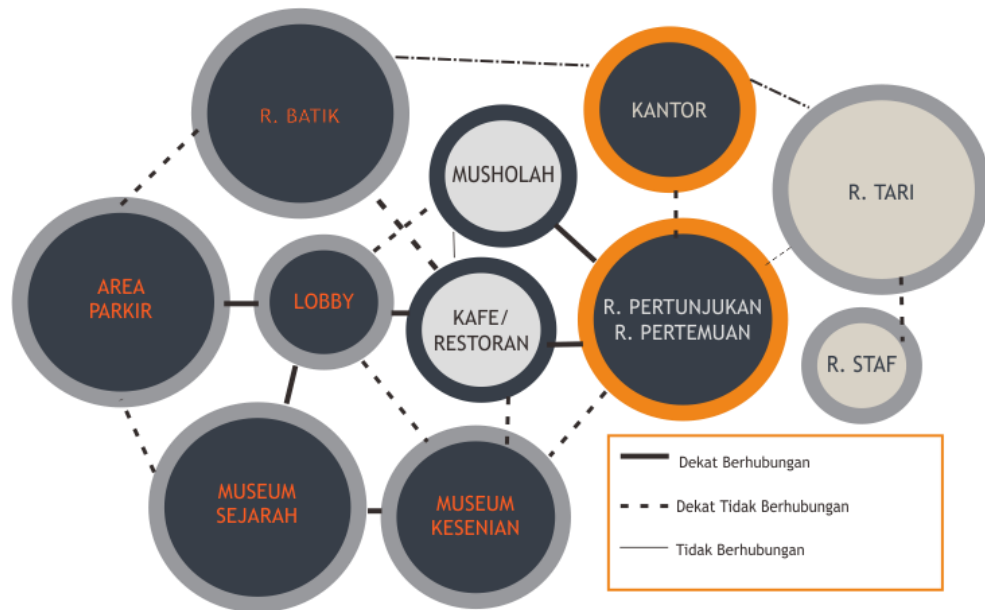 R. BATIK
KANTOR
MUSHOLAH
R. TARI
AREA
PARKIR
LOBBY
KAFE/
RESTORAN
R. PERTUNJUKAN
R. PERTEMUAN
R. STAF
MUSEUM
SEJARAH
MUSEUM
KESENIAN
Dekat Berhubungan
Dekat Tidak Berhubungan
Tidak Berhubungan